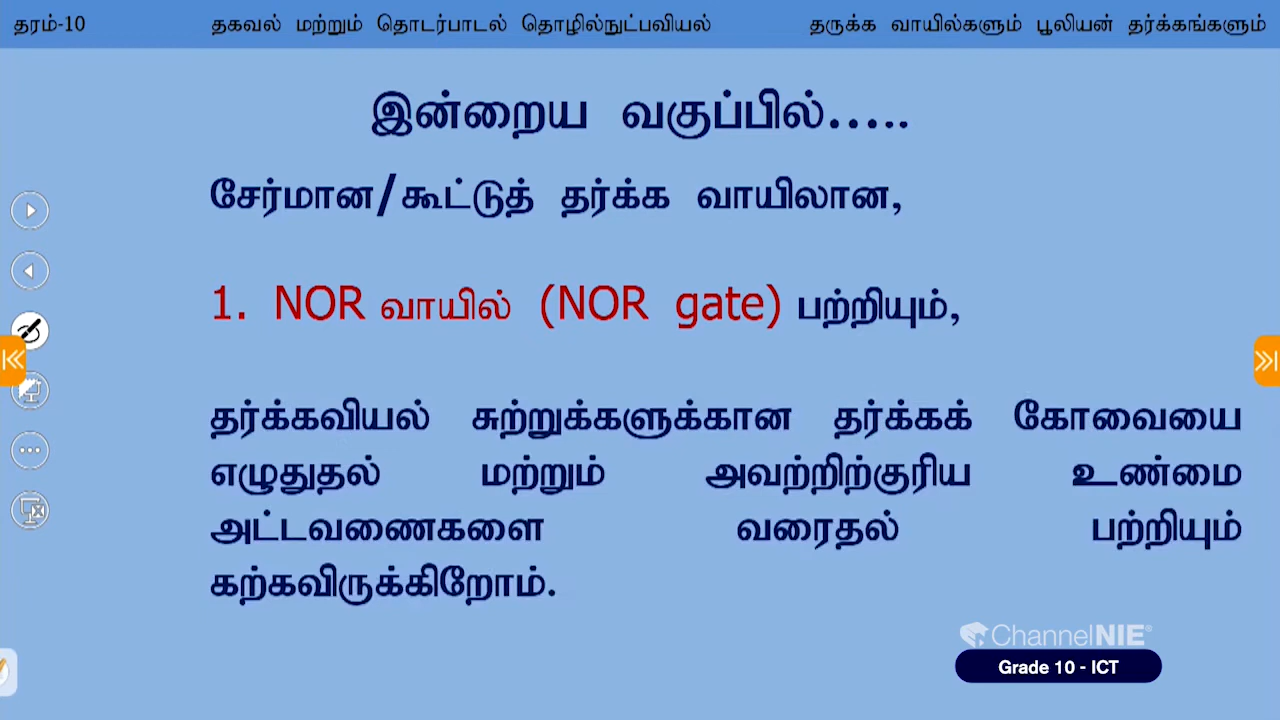 தரம்-10 தகவல் மற்றும் தொடர்பாடல் தொழில்நுட்பவியல் தருக்க வாயில்களும் பூலியன் தர்க்கங்களும்
இன்றைய வகுப்பில்.....
சேர்மான/கூட்டுத் தர்க்க வாயிலான,
1. NOR வாயில் (NOR gate) பற்றியும்,
தர்க்கவியல் சுற்றுக்களுக்கான தர்க்கக் கோவையை
எழுதுதல் மற்றும் அவற்றிற்குரிய உண்மை
அட்டவணைகளை வரைதல் பற்றியும்
கற்கவிருக்கிறோம்.
ChannelNIE®
Grade 10 - ICT